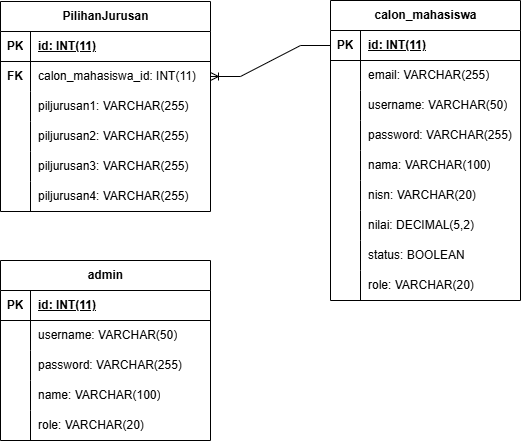 PilihanJurusan
PK id: INT(11)
FK calon_mahasiswa_id: INT(11)
piljurusan1: VARCHAR(255)
piljurusan2: VARCHAR(255)
piljurusan3: VARCHAR(255)
piljurusan4: VARCHAR(255)
calon_mahasiswa
PK id: INT(11)
email: VARCHAR(255)
username: VARCHAR(50)
password: VARCHAR(255)
nama: VARCHAR(100)
nisn: VARCHAR(20)
nilai: DECIMAL(5,2)
status: BOOLEAN
role: VARCHAR(20)
admin
PK id: INT(11)
username: VARCHAR(50)
password: VARCHAR(255)
name: VARCHAR(100)
role: VARCHAR(20)